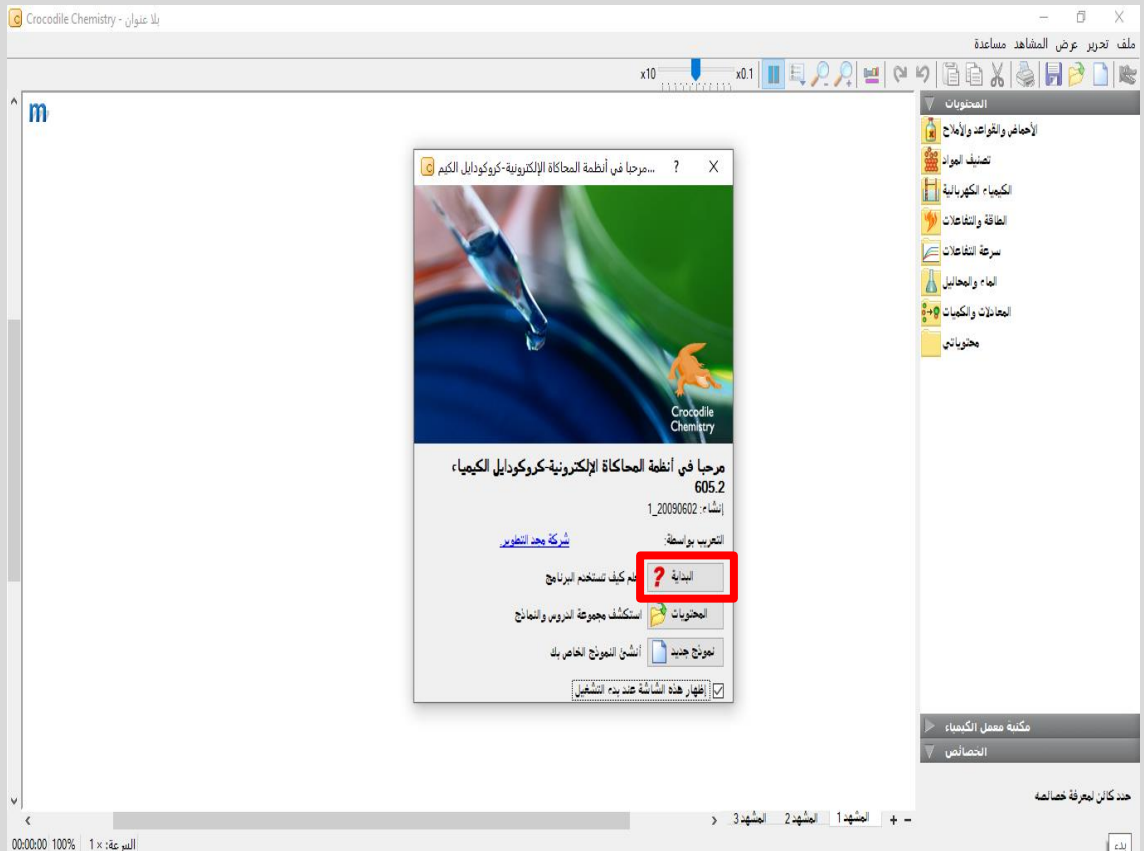 بلا عنوان - Crocodile Chemistry
ملف تحرير عرض المشاهد مساعدة
x10
x0.1
m
المحتويات
الأحماض والقواعد والأملاح
تصنيف المواد
الكيمياء الكهربائية
الطاقة والتفاعلات
سرعة التفاعلات
الماء والمحاليل
المعادلات والكميات
محتوياتي
مرحبا في أنظمة المحاكاة الإلكترونية-كروكودايل الكيم...
Crocodile
Chemistry
مرحبا في أنظمة المحاكاة الإلكترونية-كروكودايل الكيمياء
605.2
إنشاء: 20090602_1
التعريب بواسطة: شركة مجد التطوير.
البداية ? علم كيف تستخدم البرنامج
المحتويات استكشف مجموعة الدروس والنماذج
نموذج جديد أنشئ النموذج الخاص بك
إظهار هذه الشاشة عند بدء التشغيل
مكتبة معمل الكيمياء
الخصائص
حدد كائن لمعرفة خصائصه
المشهد 1 المشهد 2 المشهد 3
السرعة: × 1 100% 00:00:00
بدء